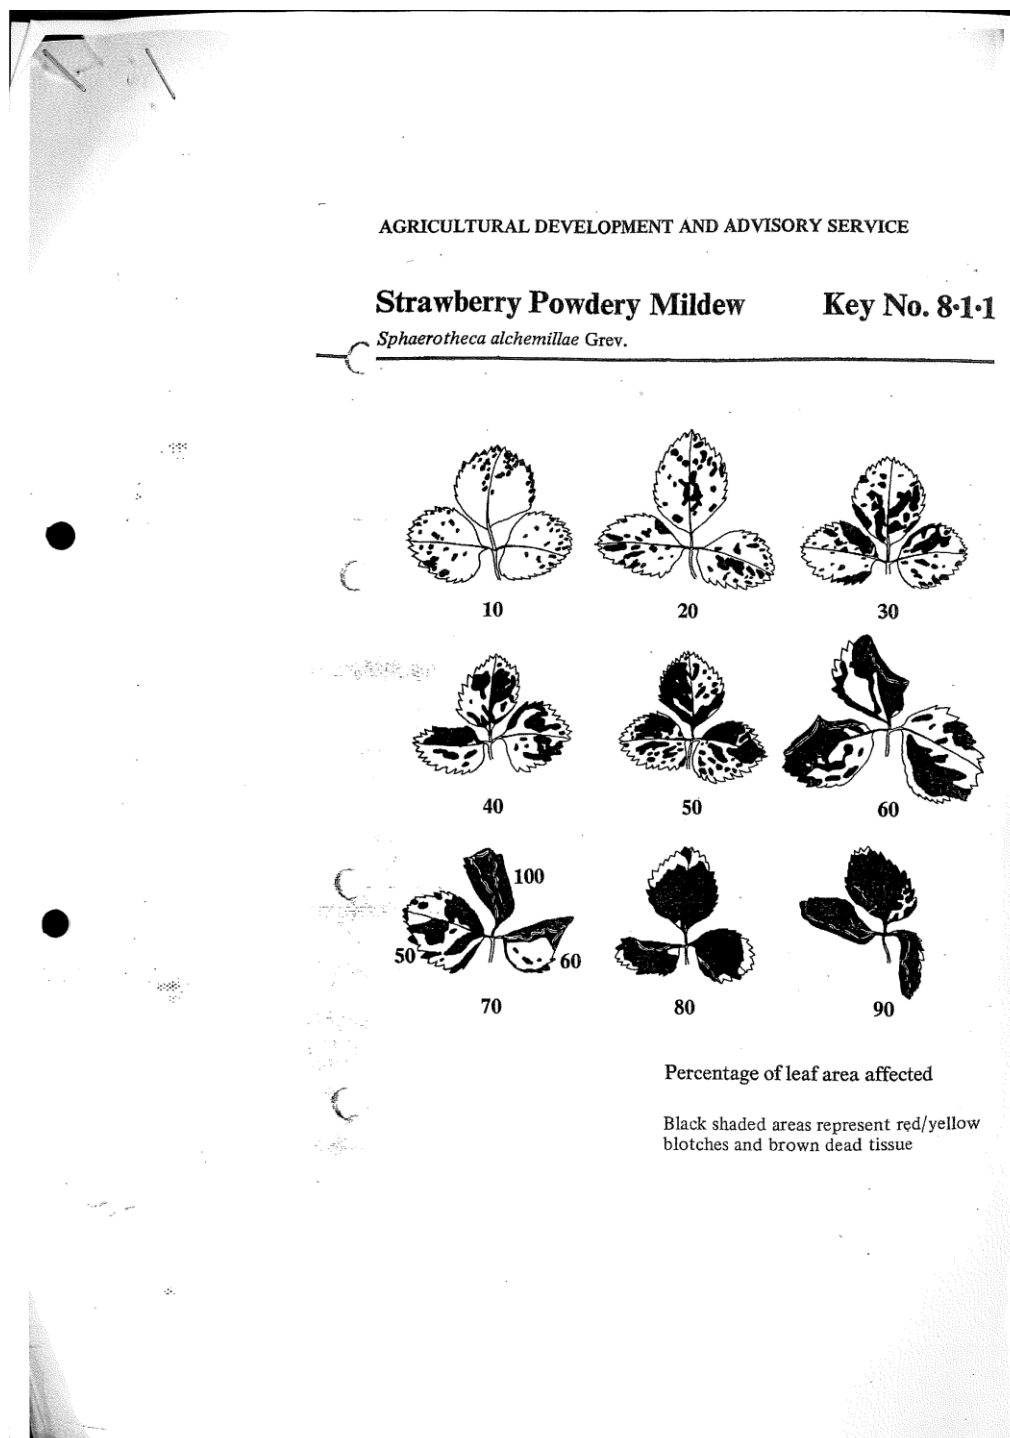 AGRICULTURAL DEVELOPMENT AND ADVISORY SERVICE
Strawberry Powdery Mildew Key No. 8·1·1
Sphaerotheca alchemillae Grev.
10 20 30
40 50 60
100
50 60
70 80 90
Percentage of leaf area affected
Black shaded areas represent red/yellow
blotches and brown dead tissue